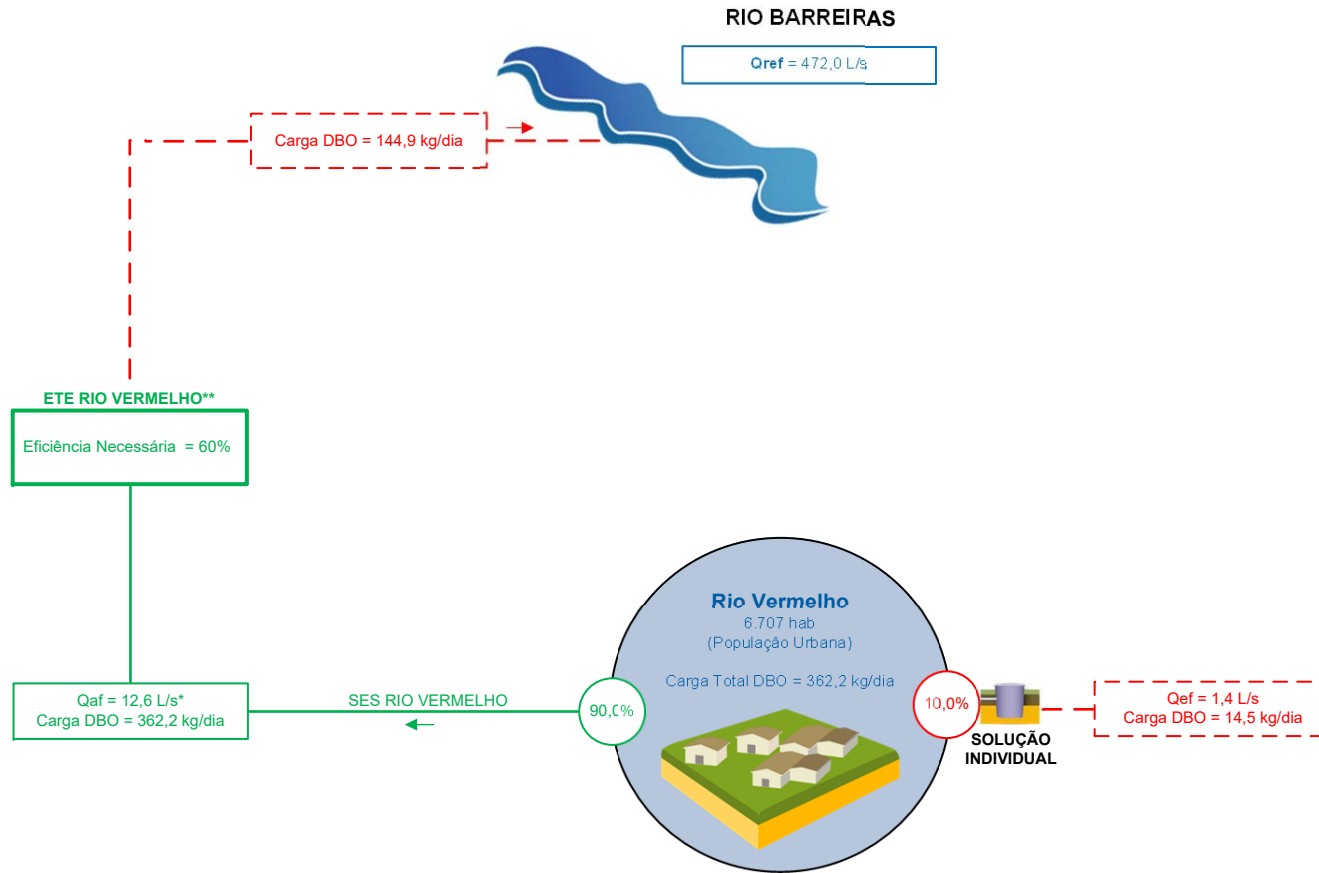 RIO BARREIRAS
Qref = 472,0 L/s
Carga DBO = 144,9 kg/dia
ETE RIO VERMELHO**
Eficiência Necessária = 60%
Rio Vermelho
6.707 hab
(População Urbana)
Carga Total DBO = 362,2 kg/dia
Qaf = 12,6 L/s*
Carga DBO = 362,2 kg/dia
SES RIO VERMELHO
90,0%
10,0%
SOLUÇÃO
INDIVIDUAL
Qef = 1,4 L/s
Carga DBO = 14,5 kg/dia